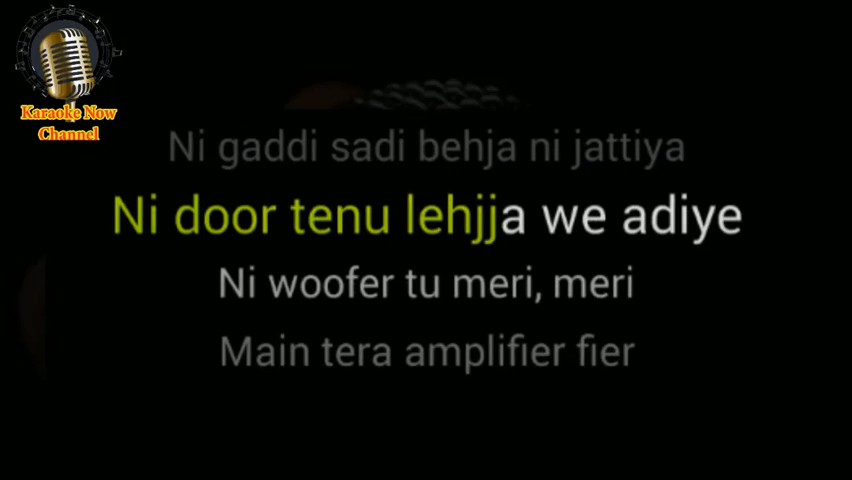 Karaoke Now
Channel
Ni gaddi sadi behja ni jattiya
Ni door tenu lehjja we adiye
Ni woofer tu meri, meri
Main tera amplifier fier